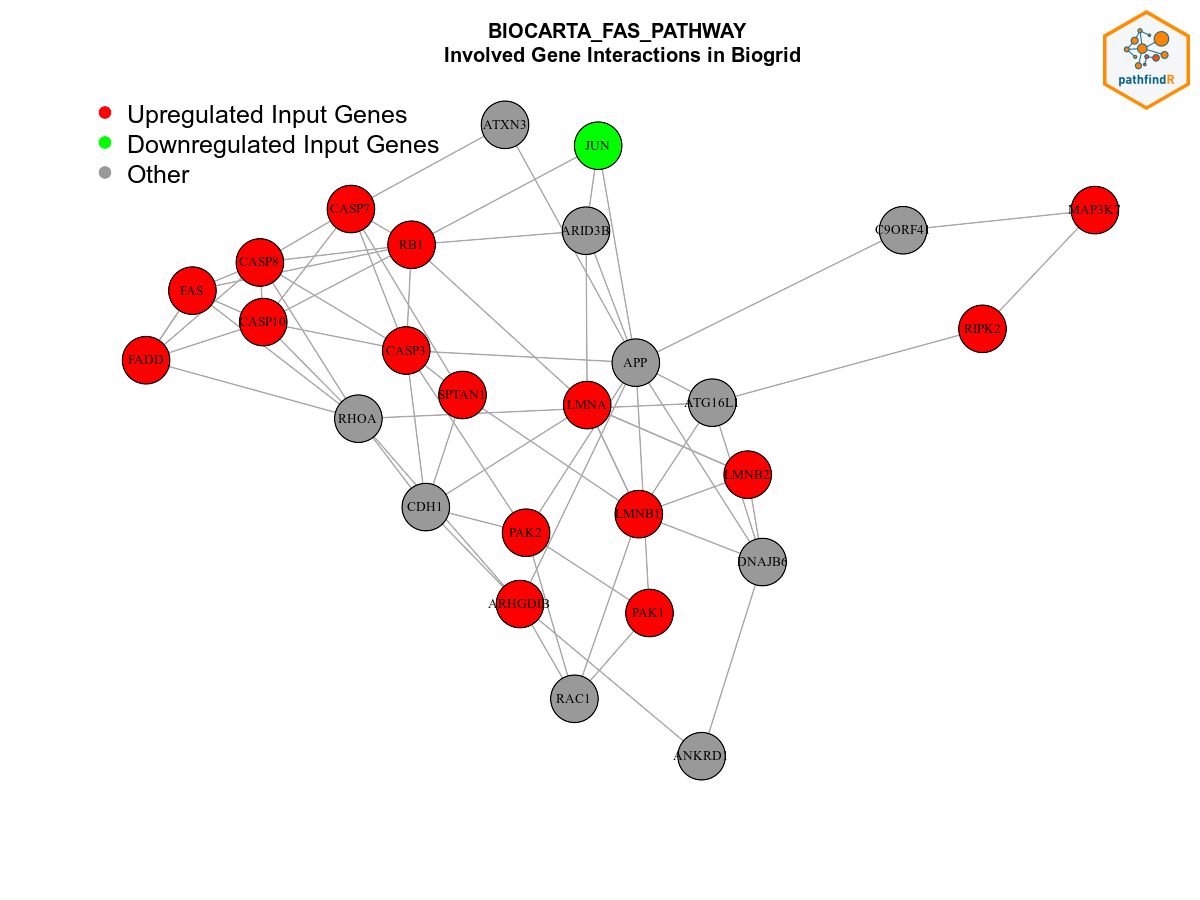 BIOCARTA_FAS_PATHWAY
Involved Gene Interactions in Biogrid
pathfindR
Upregulated Input Genes
Downregulated Input Genes
Other
ATXN3
JUN
CASP7
MAP3K7
C9ORF41
ARID3B
RB1
CASP8
FAS
CASP10
RIPK2
CASP3
FADD
APP
SPTAN1
ATG16L1
LMNA
RHOA
LMNB2
CDH1
LMNB1
PAK2
DNAJB6
ARHGDIB
PAK1
RAC1
ANKRD1